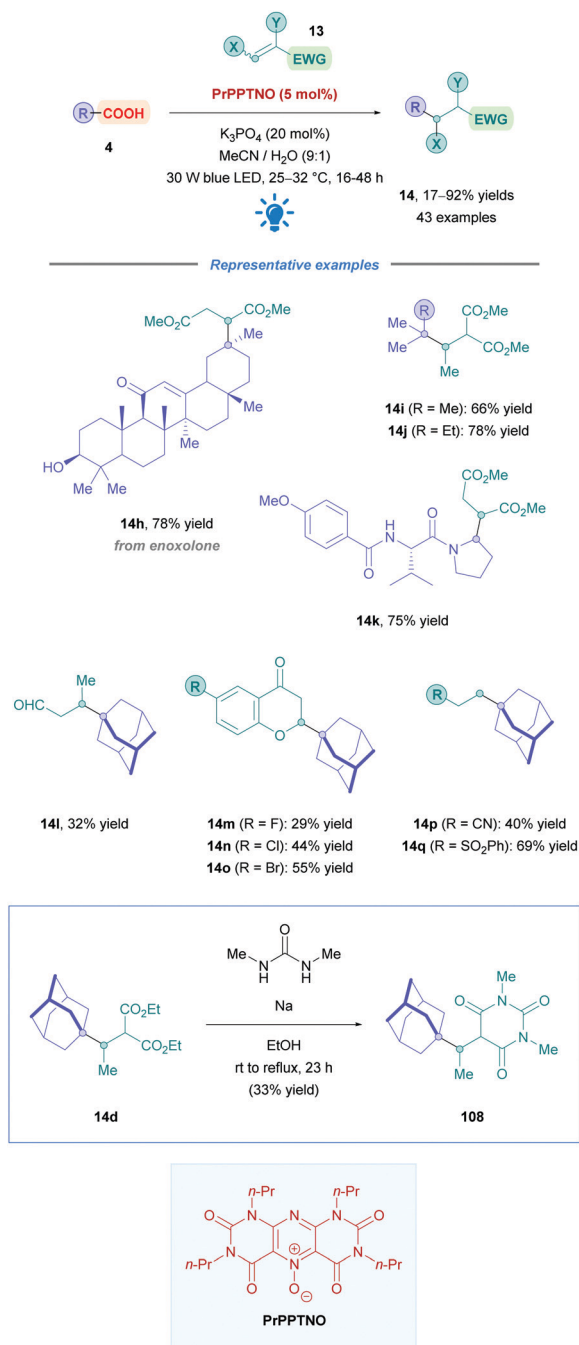 Y
13
X
EWG
PrPPTNO (5 mol%)
R COOH
4
K3PO4 (20 mol%)
MeCN / H2O (9:1)
30 W blue LED, 25–32 °C, 16-48 h
Y
R
EWG
X
14, 17–92% yields
43 examples
Representative examples
MeO2C
CO2Me
Me
O
Me
Me
Me
Me
HO
Me
Me
14h, 78% yield
from enoxolone
R
CO2Me
Me
Me
CO2Me
Me
14i (R = Me): 66% yield
14j (R = Et): 78% yield
CO2Me
MeO
O
CO2Me
H
N
N
O
14k, 75% yield
Me
OHC
14l, 32% yield
R
O
O
14m (R = F): 29% yield
14n (R = Cl): 44% yield
14o (R = Br): 55% yield
R
14p (R = CN): 40% yield
14q (R = SO2Ph): 69% yield
CO2Et
CO2Et
Me
14d
O
Me
Me
N
N
H
H
Na
EtOH
rt to reflux, 23 h
(33% yield)
Me
O
N
O
N
Me
Me
O
108
n-Pr
n-Pr
O
N
N
N
O
N
N
N
n-Pr
n-Pr
⊕
O
O
O
⊖
PrPPTNO